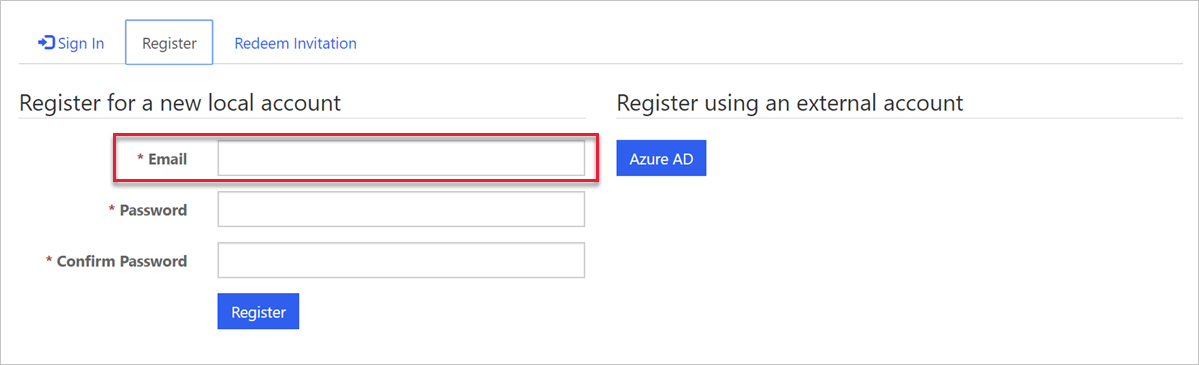 Sign In
Register
Redeem Invitation
Register for a new local account
* Email
* Password
* Confirm Password
Register
Register using an external account
Azure AD